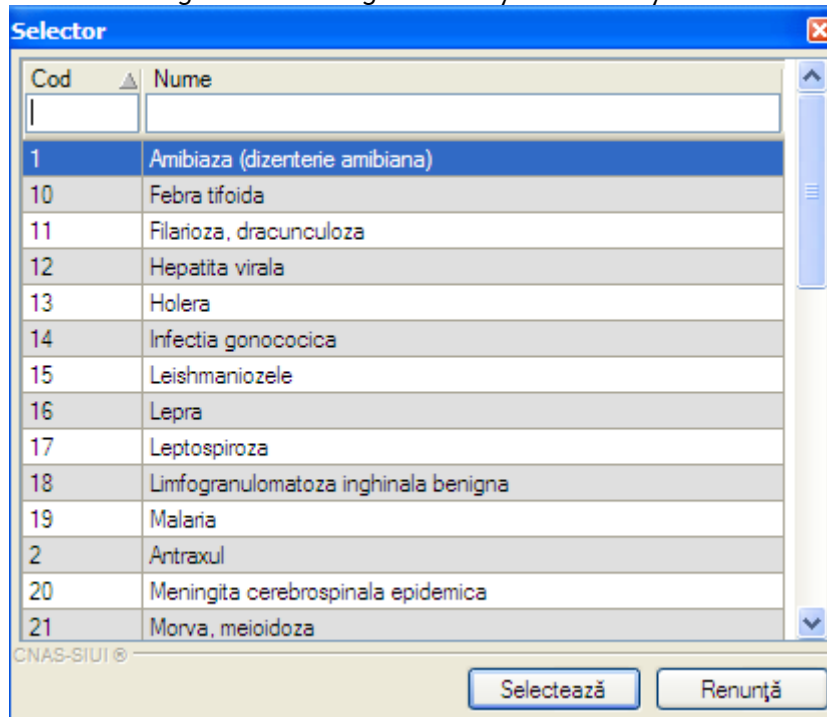 Selector
Cod Nume
1 Amibiaza (dizenterie amibiana)
10 Febra tifoida
11 Filarioza, dracunculoza
12 Hepatita virala
13 Holera
14 Infectia gonococica
15 Leishmaniozele
16 Lepra
17 Leptospiroza
18 Limfogranulomatoza inghinala benigna
19 Malaria
2 Antraxul
20 Meningita cerebrospinala epidemica
21 Morva, meioidoza
CNAS-SIUI ®
Selectează Renunţă